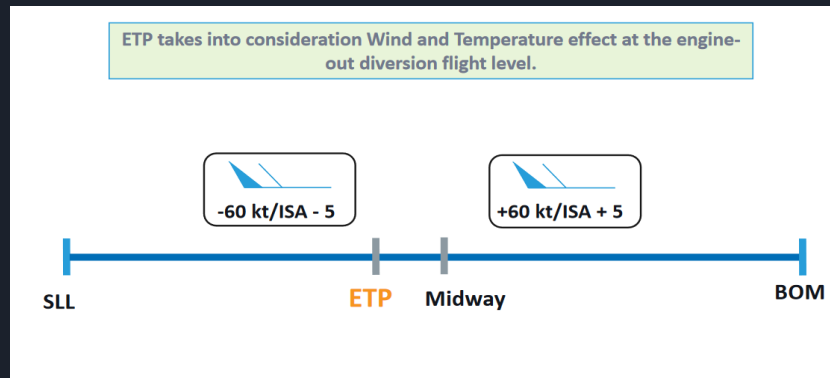 ETP takes into consideration Wind and Temperature effect at the engine-
out diversion flight level.
-60 kt/ISA - 5
+60 kt/ISA + 5
SLL
ETP
Midway
BOM